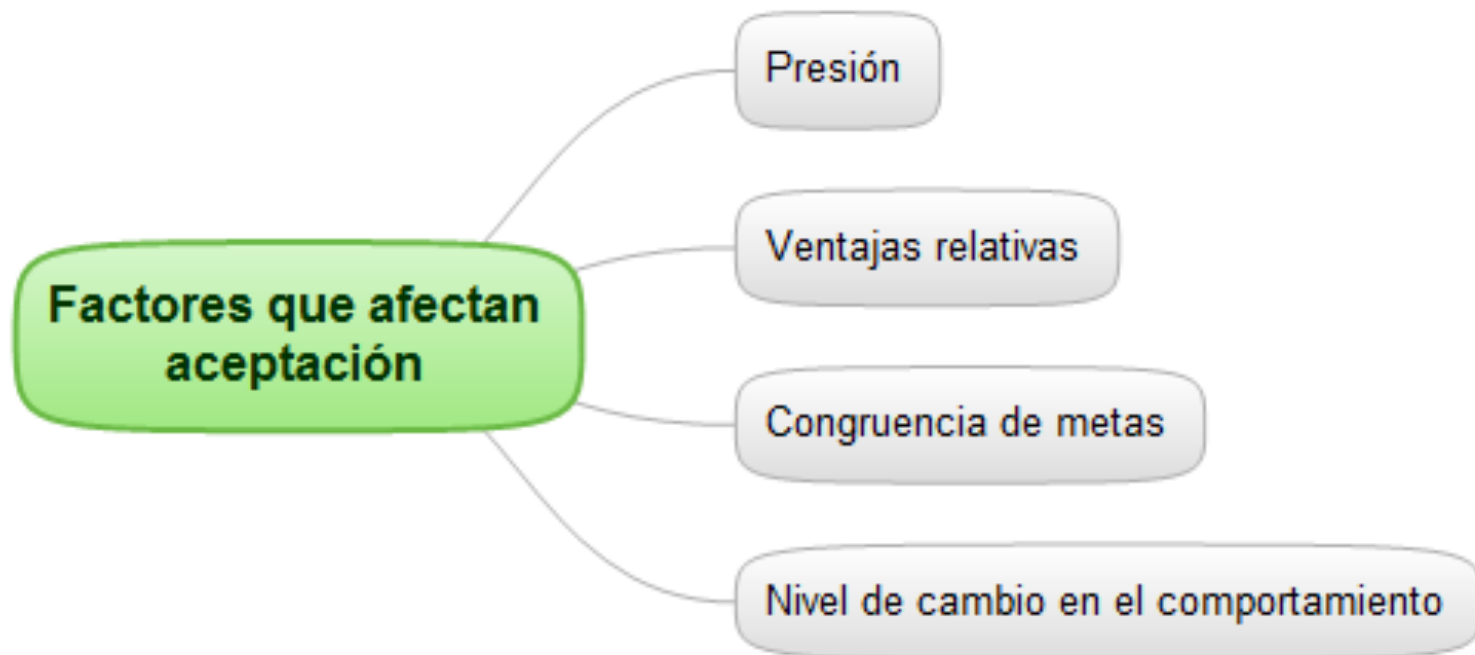 Presión
Ventajas relativas
Factores que afectan
aceptación
Congruencia de metas
Nivel de cambio en el comportamiento